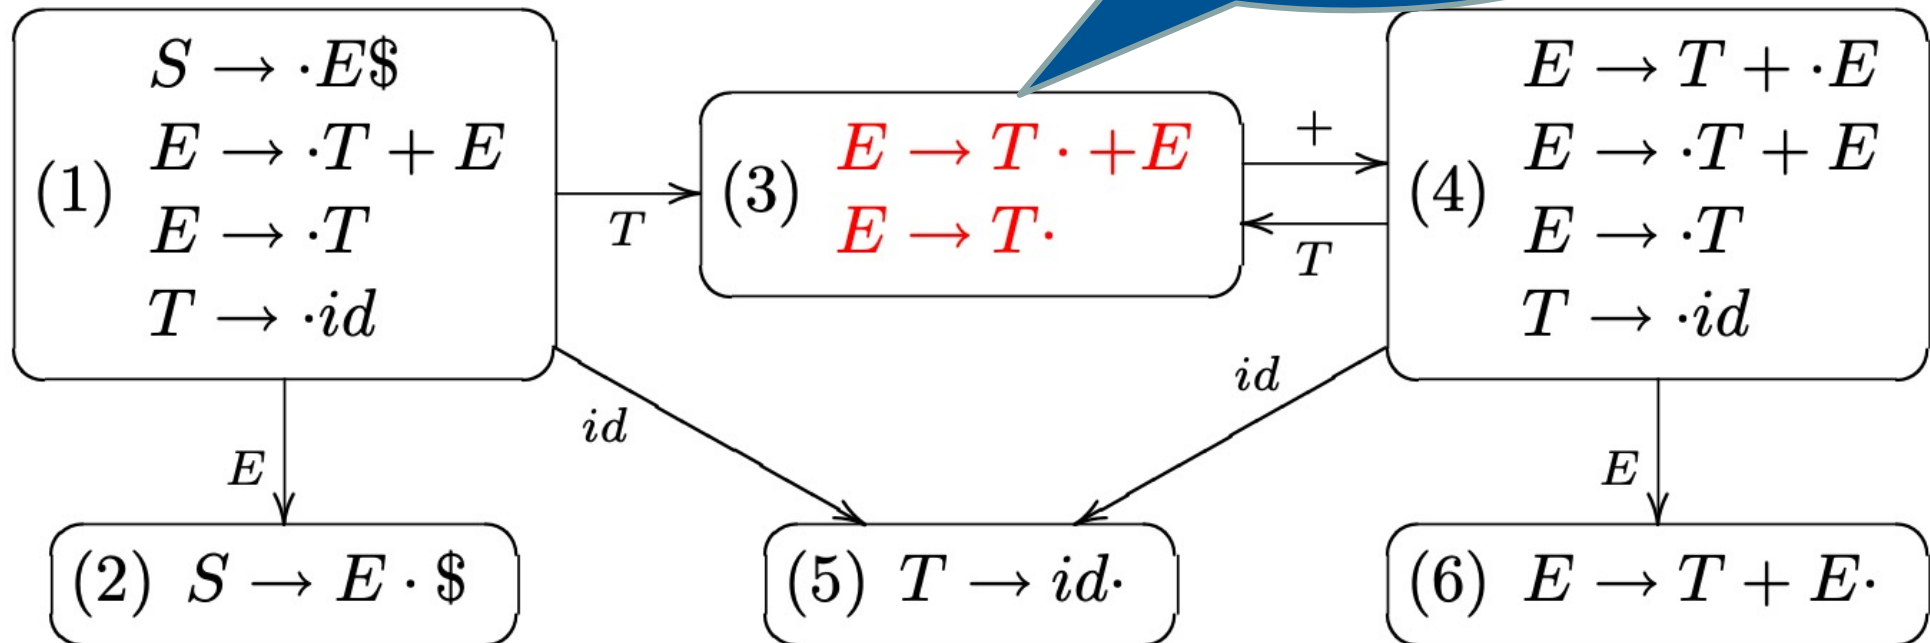 (1)
S → ·E$
E → ·T + E
E → ·T
T → ·id
T
(3)
E → T · +E
E → T·
+
T
(4)
E → T + ·E
E → ·T + E
E → ·T
T → ·id
E
id
id
E
(2) S → E · $
(5) T → id·
(6) E → T + E·